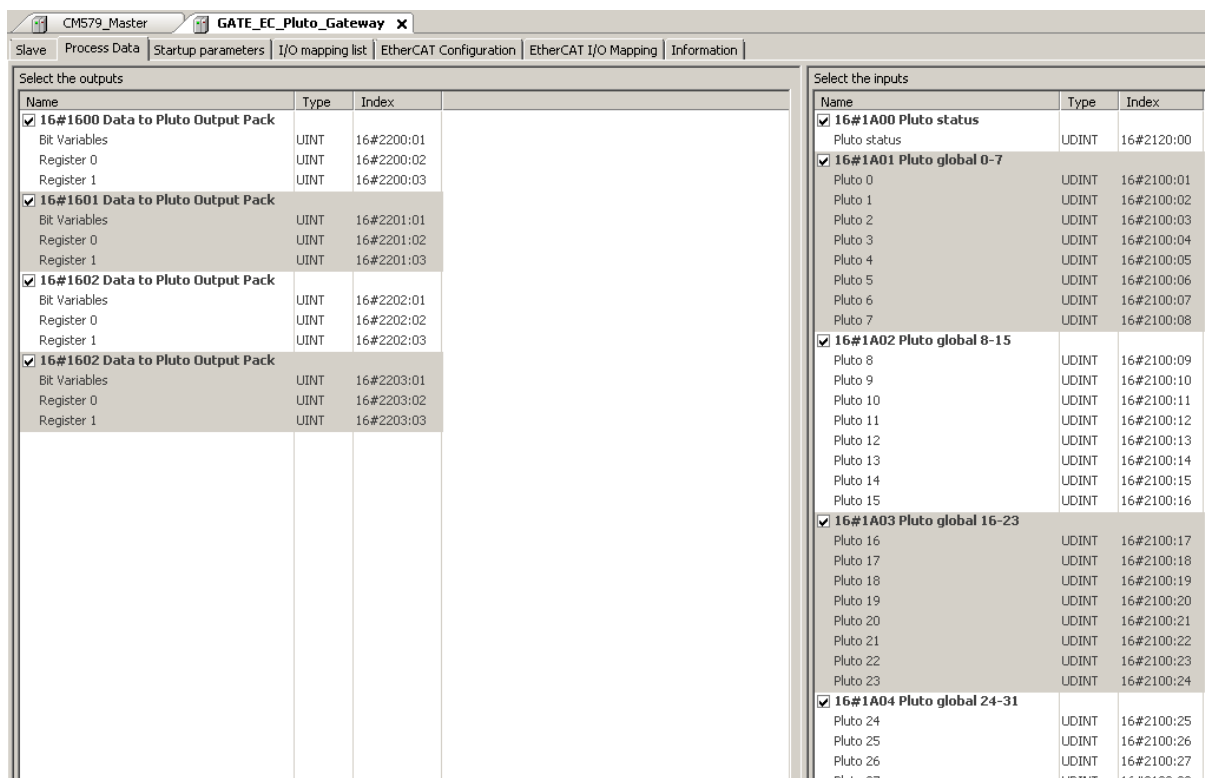 CM579_Master GATE_EC_Pluto_Gateway x
Slave Process Data Startup parameters I/O mapping list EtherCAT Configuration EtherCAT I/O Mapping Information
Select the outputs
Name Type Index
16#1600 Data to Pluto Output Pack
Bit Variables UINT 16#2200:01
Register 0 UINT 16#2200:02
Register 1 UINT 16#2200:03
16#1601 Data to Pluto Output Pack
Bit Variables UINT 16#2201:01
Register 0 UINT 16#2201:02
Register 1 UINT 16#2201:03
16#1602 Data to Pluto Output Pack
Bit Variables UINT 16#2202:01
Register 0 UINT 16#2202:02
Register 1 UINT 16#2202:03
16#1602 Data to Pluto Output Pack
Bit Variables UINT 16#2203:01
Register 0 UINT 16#2203:02
Register 1 UINT 16#2203:03
Select the inputs
Name Type Index
16#1A00 Pluto status
Pluto status UDINT 16#2120:00
16#1A01 Pluto global 0-7
Pluto 0 UDINT 16#2100:01
Pluto 1 UDINT 16#2100:02
Pluto 2 UDINT 16#2100:03
Pluto 3 UDINT 16#2100:04
Pluto 4 UDINT 16#2100:05
Pluto 5 UDINT 16#2100:06
Pluto 6 UDINT 16#2100:07
Pluto 7 UDINT 16#2100:08
16#1A02 Pluto global 8-15
Pluto 8 UDINT 16#2100:09
Pluto 9 UDINT 16#2100:10
Pluto 10 UDINT 16#2100:11
Pluto 11 UDINT 16#2100:12
Pluto 12 UDINT 16#2100:13
Pluto 13 UDINT 16#2100:14
Pluto 14 UDINT 16#2100:15
Pluto 15 UDINT 16#2100:16
16#1A03 Pluto global 16-23
Pluto 16 UDINT 16#2100:17
Pluto 17 UDINT 16#2100:18
Pluto 18 UDINT 16#2100:19
Pluto 19 UDINT 16#2100:20
Pluto 20 UDINT 16#2100:21
Pluto 21 UDINT 16#2100:22
Pluto 22 UDINT 16#2100:23
Pluto 23 UDINT 16#2100:24
16#1A04 Pluto global 24-31
Pluto 24 UDINT 16#2100:25
Pluto 25 UDINT 16#2100:26
Pluto 26 UDINT 16#2100:27